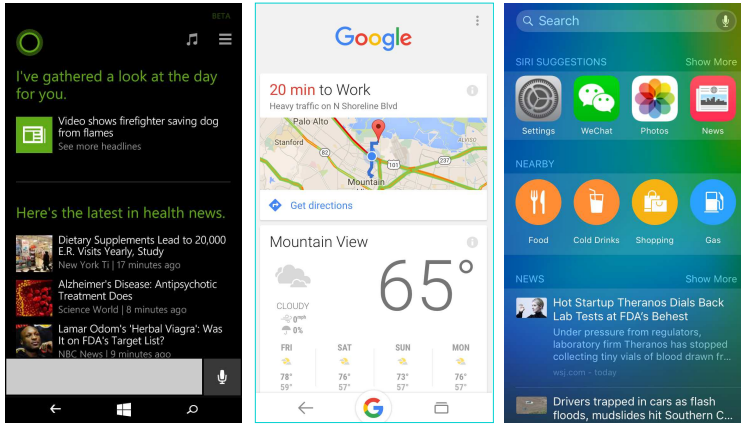 BETA
I've gathered a look at the day
for you.
Video shows firefighter saving dog
from flames
See more headlines
Here's the latest in health news.
Dietary Supplements Lead to 20,000
E.R. Visits Yearly, Study
New York Ti | 17 minutes ago
Alzheimer's Disease: Antipsychotic
Treatment Does
Science World | 8 minutes ago
Lamar Odom's 'Herbal Viagra': Was
It on FDA's Target List?
NBC News | 9 minutes ago
Google
20 min to Work
Heavy traffic on N Shoreline Blvd
Palo Alto
Stanford
82
101
237
Mountain
Get directions
Mountain View
65°
CLOUDY
0mph
0%
FRI SAT SUN MON
78° 76° 73° 76°
59° 57° 57° 57°
G
Search
SIRI SUGGESTIONS Show More
Settings WeChat Photos News
NEARBY
Food Cold Drinks Shopping Gas
NEWS Show More
Hot Startup Theranos Dials Back
Lab Tests at FDA's Behest
Under pressure from regulators,
laboratory firm Theranos has stopped
collecting tiny vials of blood drawn fr...
wsj.com - today
Drivers trapped in cars as flash
floods, mudslides hit Southern C...